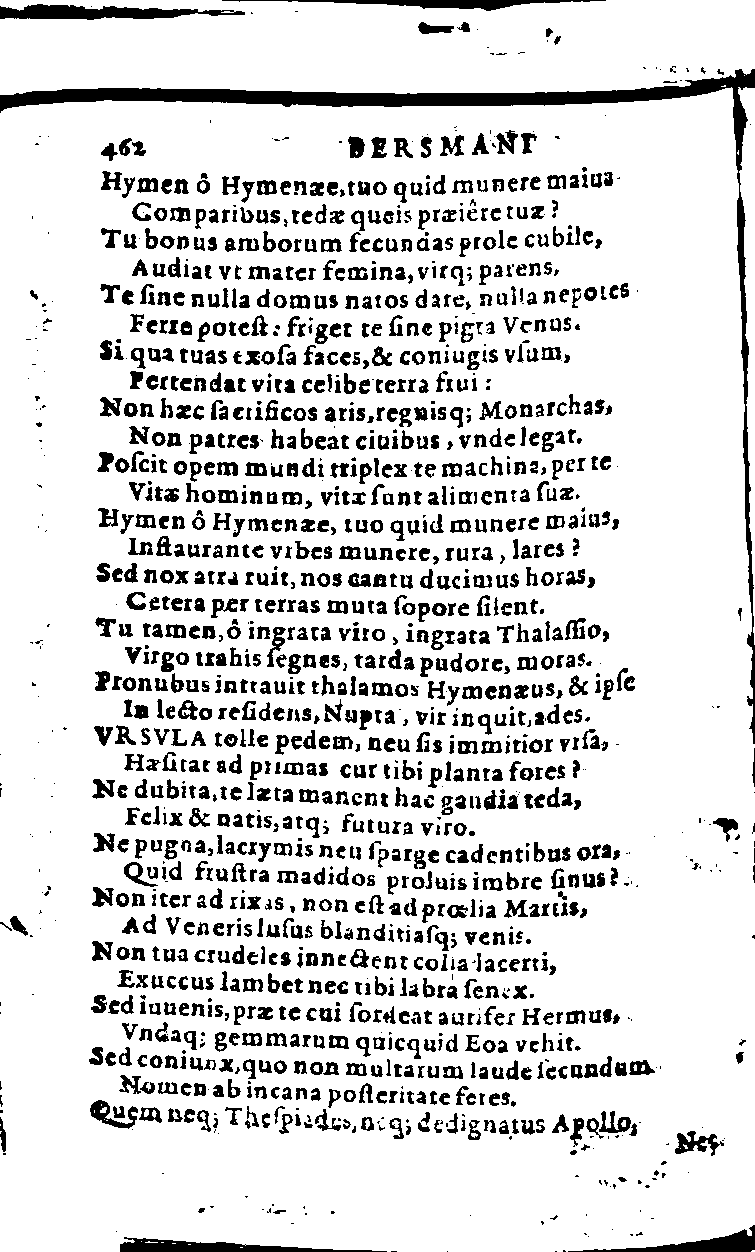 462 BERSMANI
Hymen ô Hymenæe, tuo quid munere maiua
Comparibus, tedæ queis præiêre tuæ?
Tu bonus amborum fecundas prole cubile,
Audiat vt mater femina, virq; parens,
Te sine nulla domus natos dare, nulla nepotes
Ferre potest: friget te sine pigra Venus.
Si qua tuas exosa faces, & coniugis vsum,
Pertendat vita celibe terra frui:
Non hæc sacrificos aris, regnisq; Monarchas,
Non patres habeat ciuibus, vnde legat.
Poscit opem mundi triplex te machina, per te
Vitæ hominum, vitæ sunt alimenta suæ.
Hymen ô Hymenæe, tuo quid munere maius,
Instaurante vrbes munere, rura, lares?
Sed nox atra ruit, nos cantu ducimus horas,
Cetera per terras muta sopore silent.
Tu tamen, ô ingrata viro, ingrata Thalassio,
Virgo trahis segnes, tarda pudore, moras.
Pronubus intrauit thalamos Hymenæus, & ipse
In lecto residens, Nupta, vir inquit, ades.
VRSVLA tolle pedem, neu sis immitior vrsa,
Hæsitat ad primas cur tibi planta fores?
Ne dubita, te læta manent hac gaudia teda,
Felix & natis, atq; futura viro.
Ne pugna, lacrymis neu sparge cadentibus ora,
Quid frustra madidos proluis imbre sinus?
Non iter ad rixas, non est ad prœlia Martis,
Ad Veneris lusus blanditiasq; venis.
Non tua crudeles innectent colla lacerti,
Exuccus lambet nec tibi labra senex.
Sed iuuenis, præ te cui sordeat aurifer Hermus,
Vndaq; gemmarum quicquid Eoa vehit.
Sed coniunx, quo non multarum laude secundum
Nomen ab incana posteritate feres.
Quem neq; Thespiades, neq; dedignatus Apollo,
Neq;